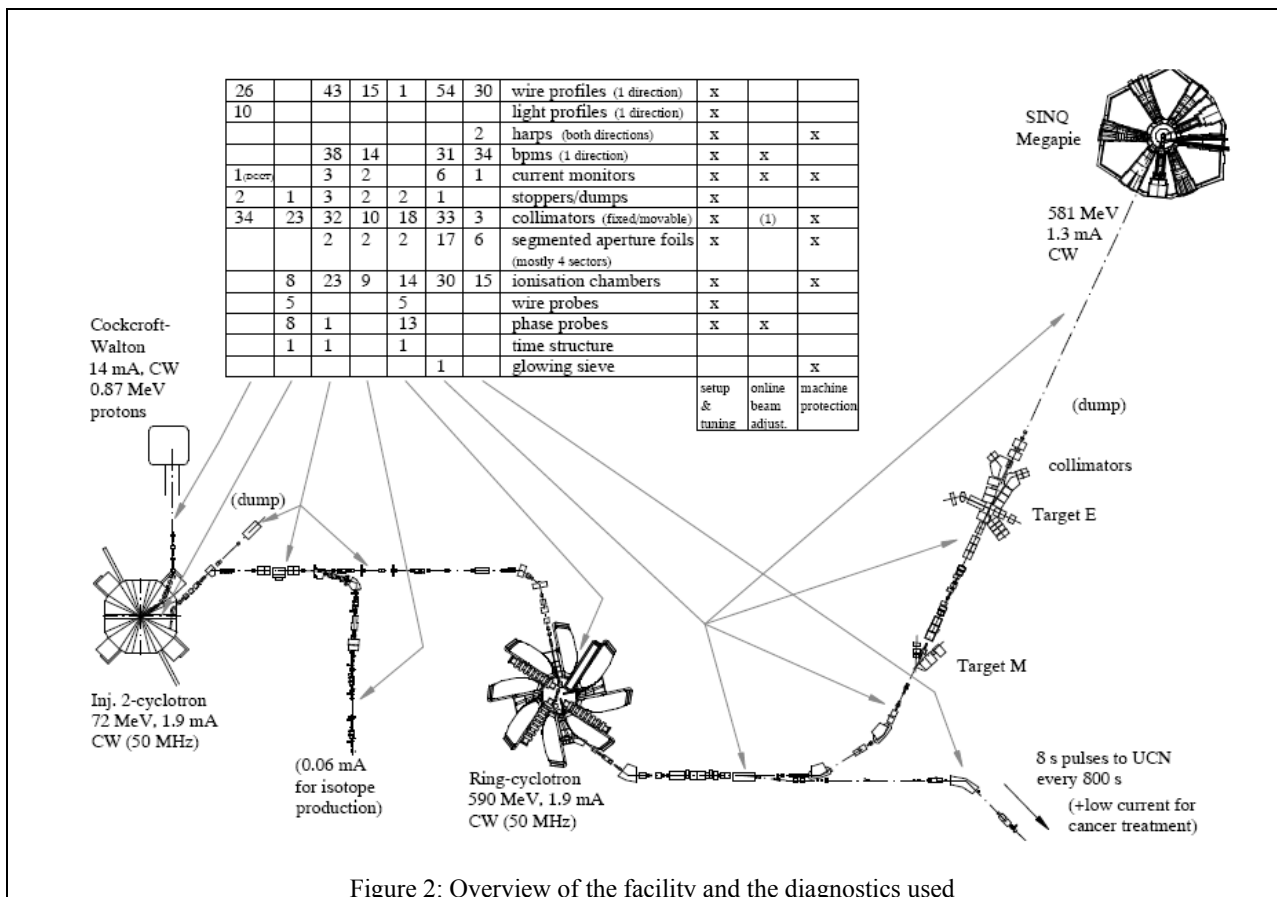 26 43 15 1 54 30 wire profiles (1 direction) x
10 light profiles (1 direction) x
2 harps (both directions) x x
38 14 31 34 bpms (1 direction) x x
1(DCCT) 3 2 6 1 current monitors x x x
2 1 3 2 2 1 stoppers/dumps x
34 23 32 10 18 33 3 collimators (fixed/movable) x (1) x
2 2 2 17 6 segmented aperture foils x x
(mostly 4 sectors)
8 23 9 14 30 15 ionisation chambers x x
5 5 wire probes x
8 1 13 phase probes x x
1 1 1 time structure
1 glowing sieve x
setup
&
tuning
online
beam
adjust.
machine
protection
SINQ
Megapie
581 MeV
1.3 mA
CW
Cockcroft-
Walton
14 mA, CW
0.87 MeV
protons
(dump)
collimators
Target E
(dump)
Target M
Inj. 2-cyclotron
72 MeV, 1.9 mA
CW (50 MHz)
(0.06 mA
for isotope
production)
Ring-cyclotron
590 MeV, 1.9 mA
CW (50 MHz)
8 s pulses to UCN
every 800 s
(+low current for
cancer treatment)
Figure 2: Overview of the facility and the diagnostics used